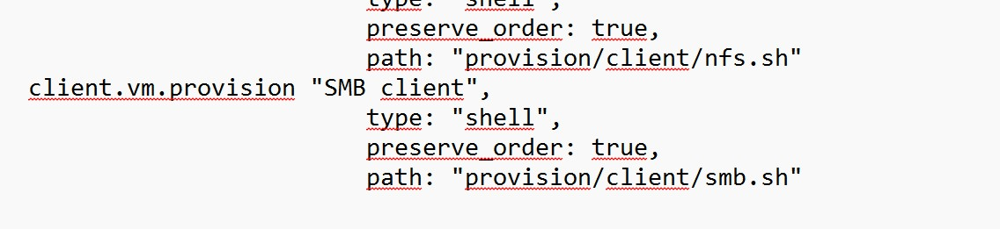 type: "shell",
preserve_order: true,
path: "provision/client/nfs.sh"
client.vm.provision "SMB client",
type: "shell",
preserve_order: true,
path: "provision/client/smb.sh"